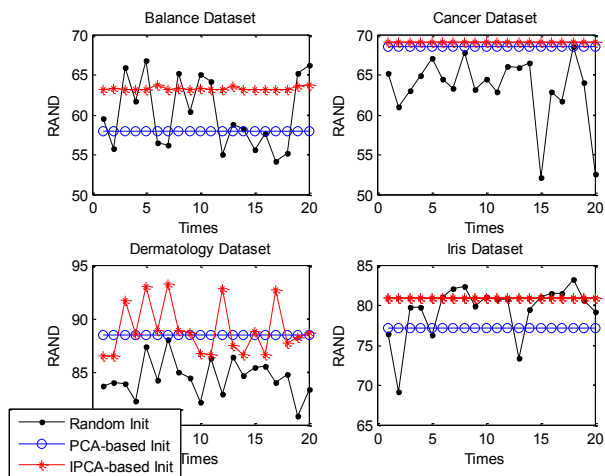 Balance Dataset
70
65
60
55
50
RAND
0 5 10 15 20
Times
Cancer Dataset
70
65
60
55
50
RAND
0 5 10 15 20
Times
Dermatology Dataset
95
90
85
RAND
10 15 20
Times
Iris Dataset
85
80
75
70
65
RAND
0 5 10 15 20
Times
Random Init
PCA-based Init
IPCA-based Init